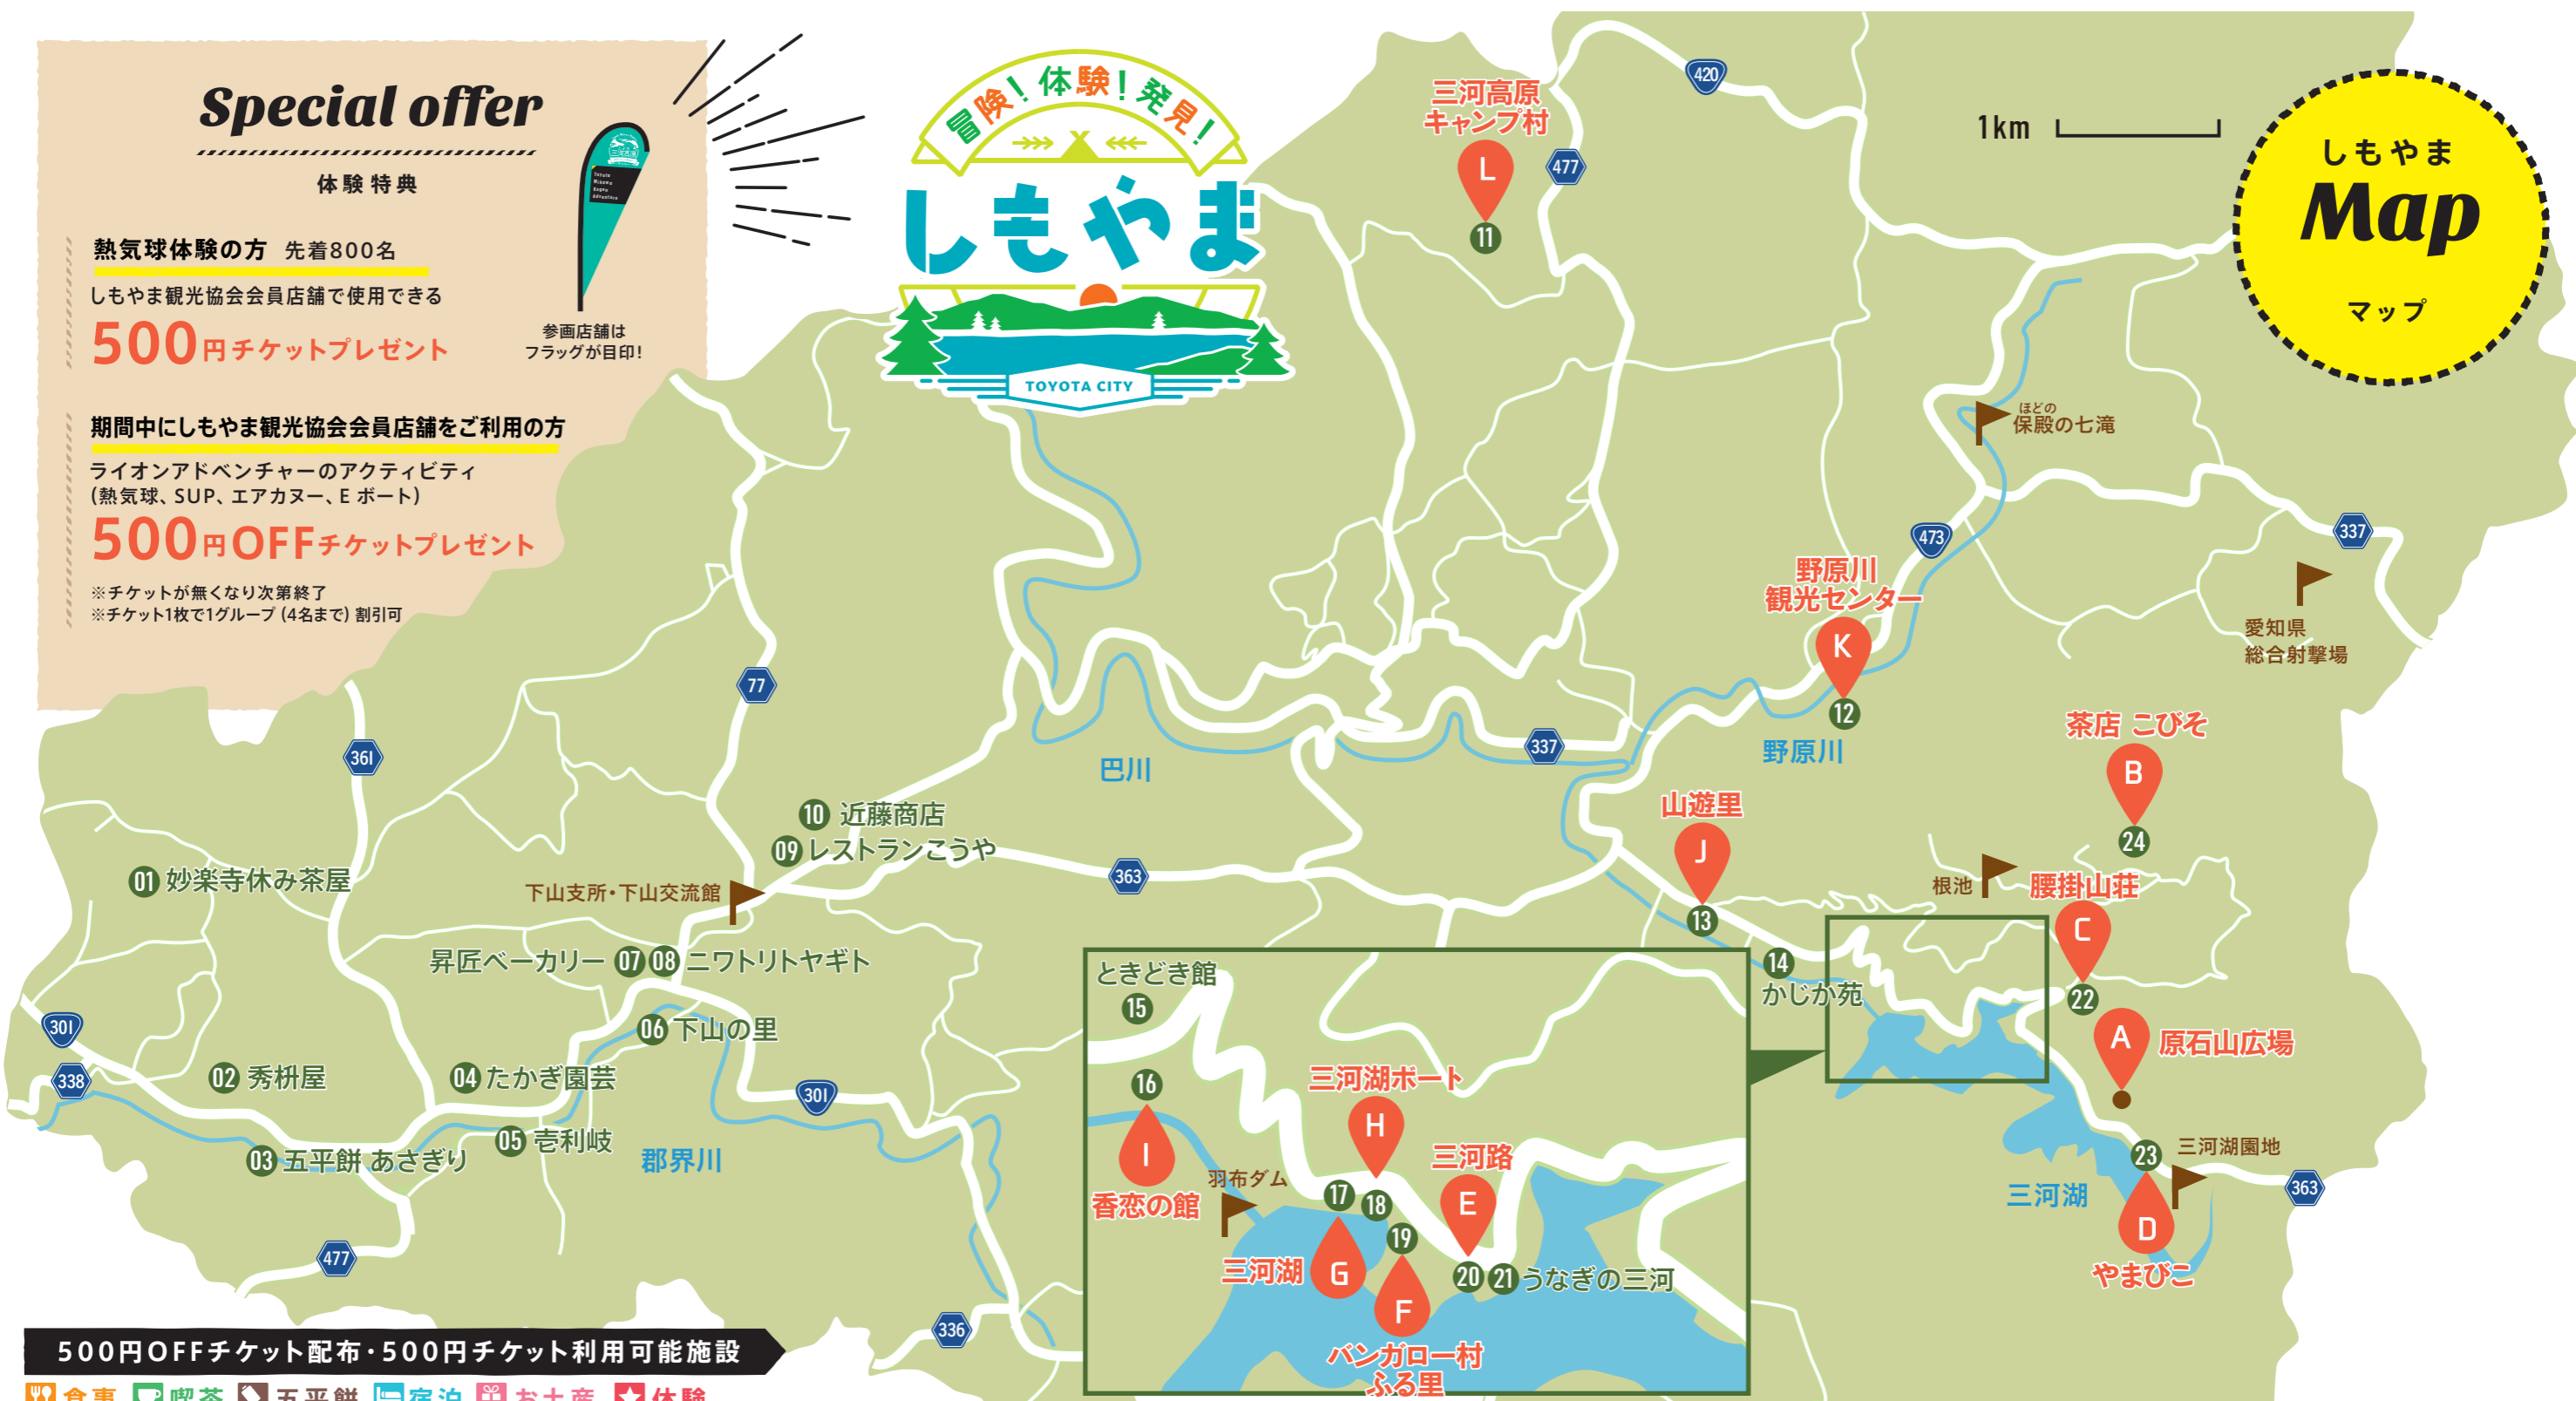 Special offer
体験特典
熱気球体験の方 先着800名
しもやま観光協会会員店舗で使用できる
500円チケットプレゼント
参画店舗は
フラッグが目印!
期間中にしもやま観光協会会員店舗をご利用の方
ライオンアドベンチャーのアクティビティ
(熱気球、SUP、エアカヌー、E ボート)
500円OFFチケットプレゼント
※チケットが無くなり次第終了
※チケット1枚で1グループ (4名まで) 割引可
冒険!体験!発見!
しもやま
TOYOTA CITY
1km
しもやま
Map
マップ
三河高原
キャンプ村
L
11
420
477
ほどの
保殿の七滝
473
337
愛知県
総合射撃場
野原川
観光センター
K
12
野原川
337
巴川
77
361
茶店 こびそ
B
24
山遊里
J
13
根池
腰掛山荘
C
22
A
原石山広場
14
かじか苑
23
三河湖園地
三河湖
D
やまびこ
363
10 近藤商店
09 レストランこうや
363
01 妙楽寺休み茶屋
下山支所・下山交流館
昇匠ベーカリー 07 08 ニワトリトヤギト
06 下山の里
301
338
02 秀枡屋
04 たかぎ園芸
301
05 壱利岐
03 五平餅 あさぎり
郡界川
477
336
ときどき館
15
16
I
香恋の館
羽布ダム
三河湖ボート
H
17
18
19
三河路
E
三河湖
G
F
20 21 うなぎの三河
バンガロー村
ふる里
500円OFFチケット配布・500円チケット利用可能施設
食事 喫茶 五平餅 宿泊 お土産 体験